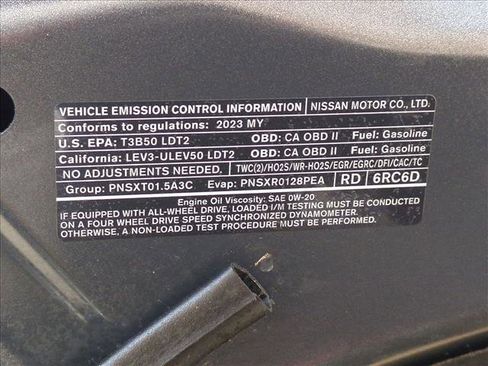 VEHICLE EMISSION CONTROL INFORMATION NISSAN MOTOR CO., LTD.
Conforms to regulations: 2023 MY
U.S. EPA: T3B50 LDT2 OBD: CA OBD II Fuel: Gasoline
California: LEV3-ULEV50 LDT2 OBD: CA OBD II Fuel: Gasoline
NO ADJUSTMENTS NEEDED. TWC(2)/HO2S/WR-HO2S/EGR/EGRC/DFI/CAC/TC
Group: PNSXT01.5A3C Evap: PNSXR0128PEA RD 6RC6D
Engine Oil Viscosity: SAE 0W-20
IF EQUIPPED WITH ALL-WHEEL DRIVE, LOADED I/M TESTING MUST BE CONDUCTED
ON A FOUR WHEEL DRIVE SPEED SYNCHRONIZED DYNAMOMETER.
OTHERWISE, A NON-LOADED TEST PROCEDURE MUST BE PERFORMED.